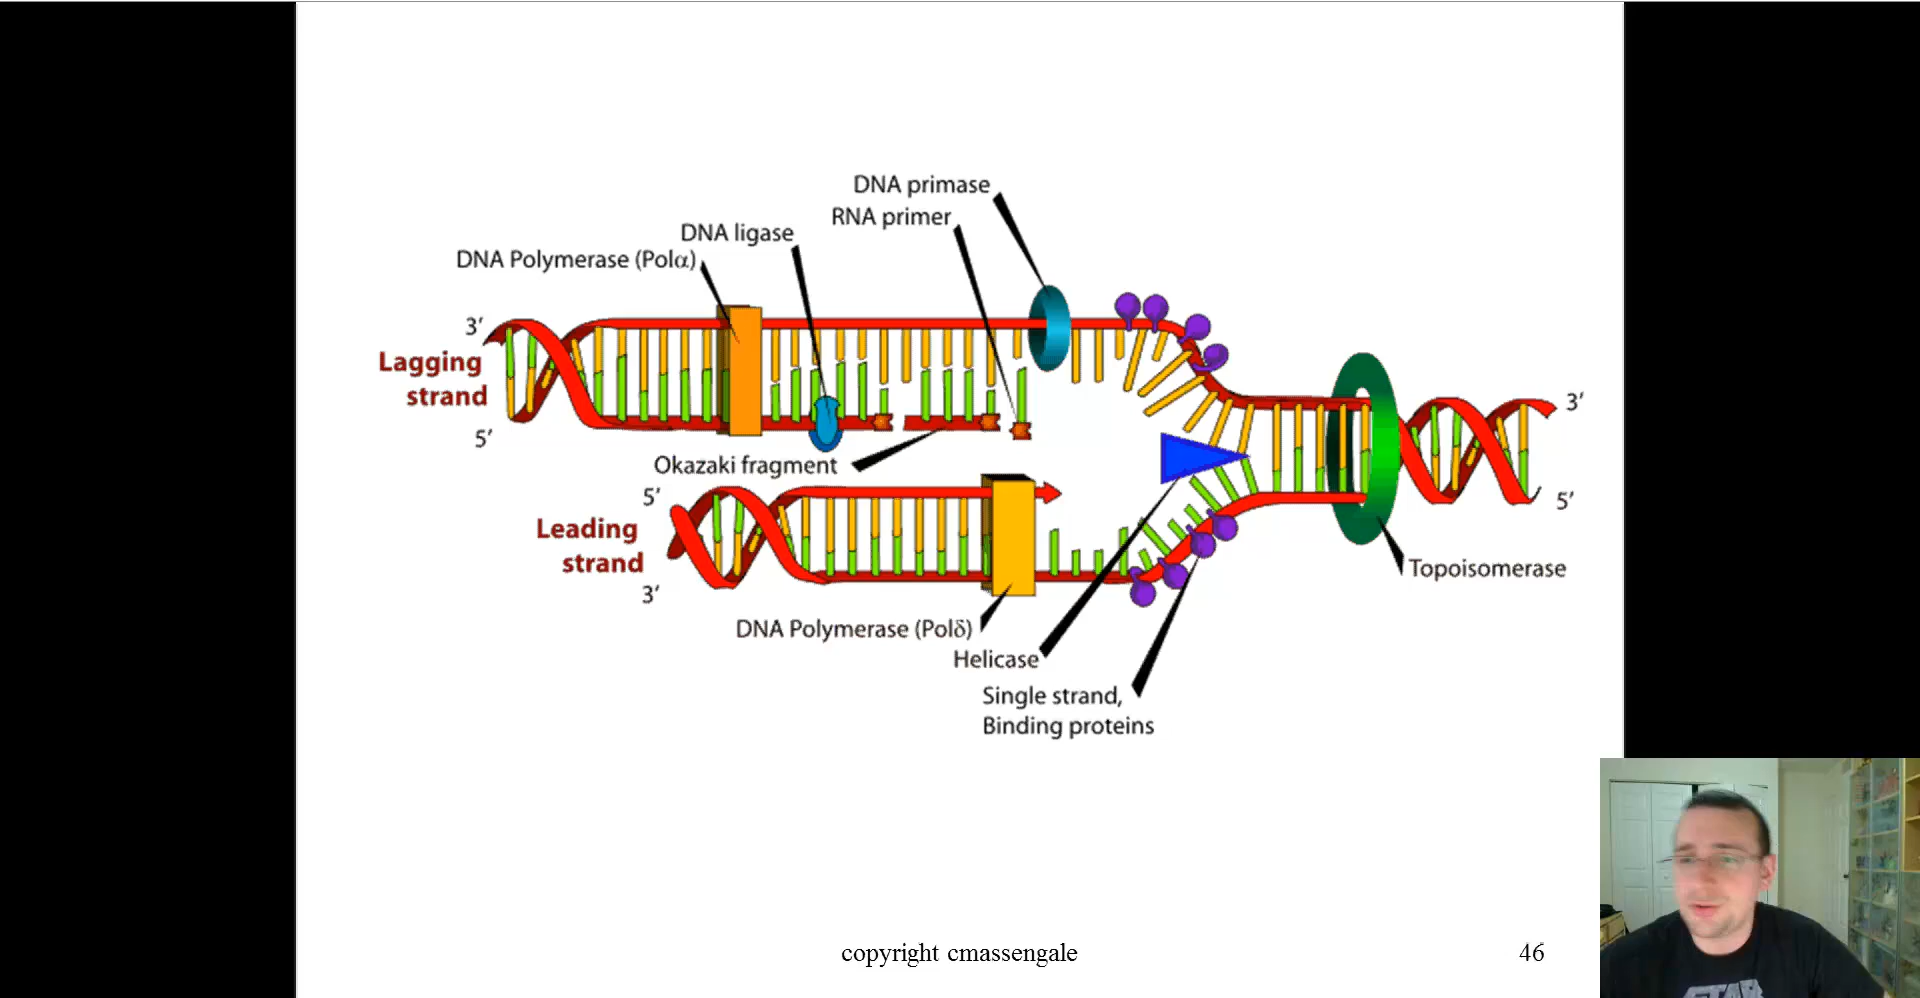 DNA primase
RNA primer
DNA ligase
DNA Polymerase (Polα)
3’
Lagging
strand
5’
3’
5’
Okazaki fragment
5’
Leading
strand
3’
Topoisomerase
DNA Polymerase (Polδ)
Helicase
Single strand,
Binding proteins
copyright cmassengale
46